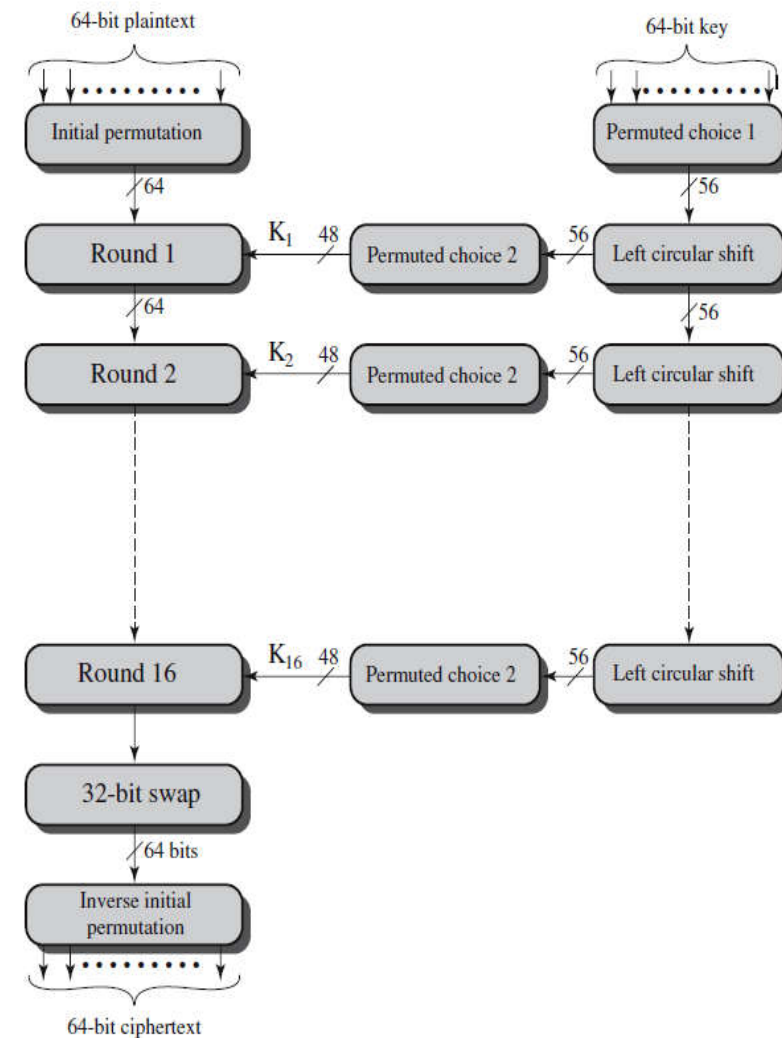 64-bit plaintext
64-bit key
Initial permutation
Permuted choice 1
64
56
Round 1
K1
48
Permuted choice 2
56
Left circular shift
64
56
Round 2
K2
48
Permuted choice 2
56
Left circular shift
Round 16
K16
48
Permuted choice 2
56
Left circular shift
32-bit swap
64 bits
Inverse initial
permutation
64-bit ciphertext